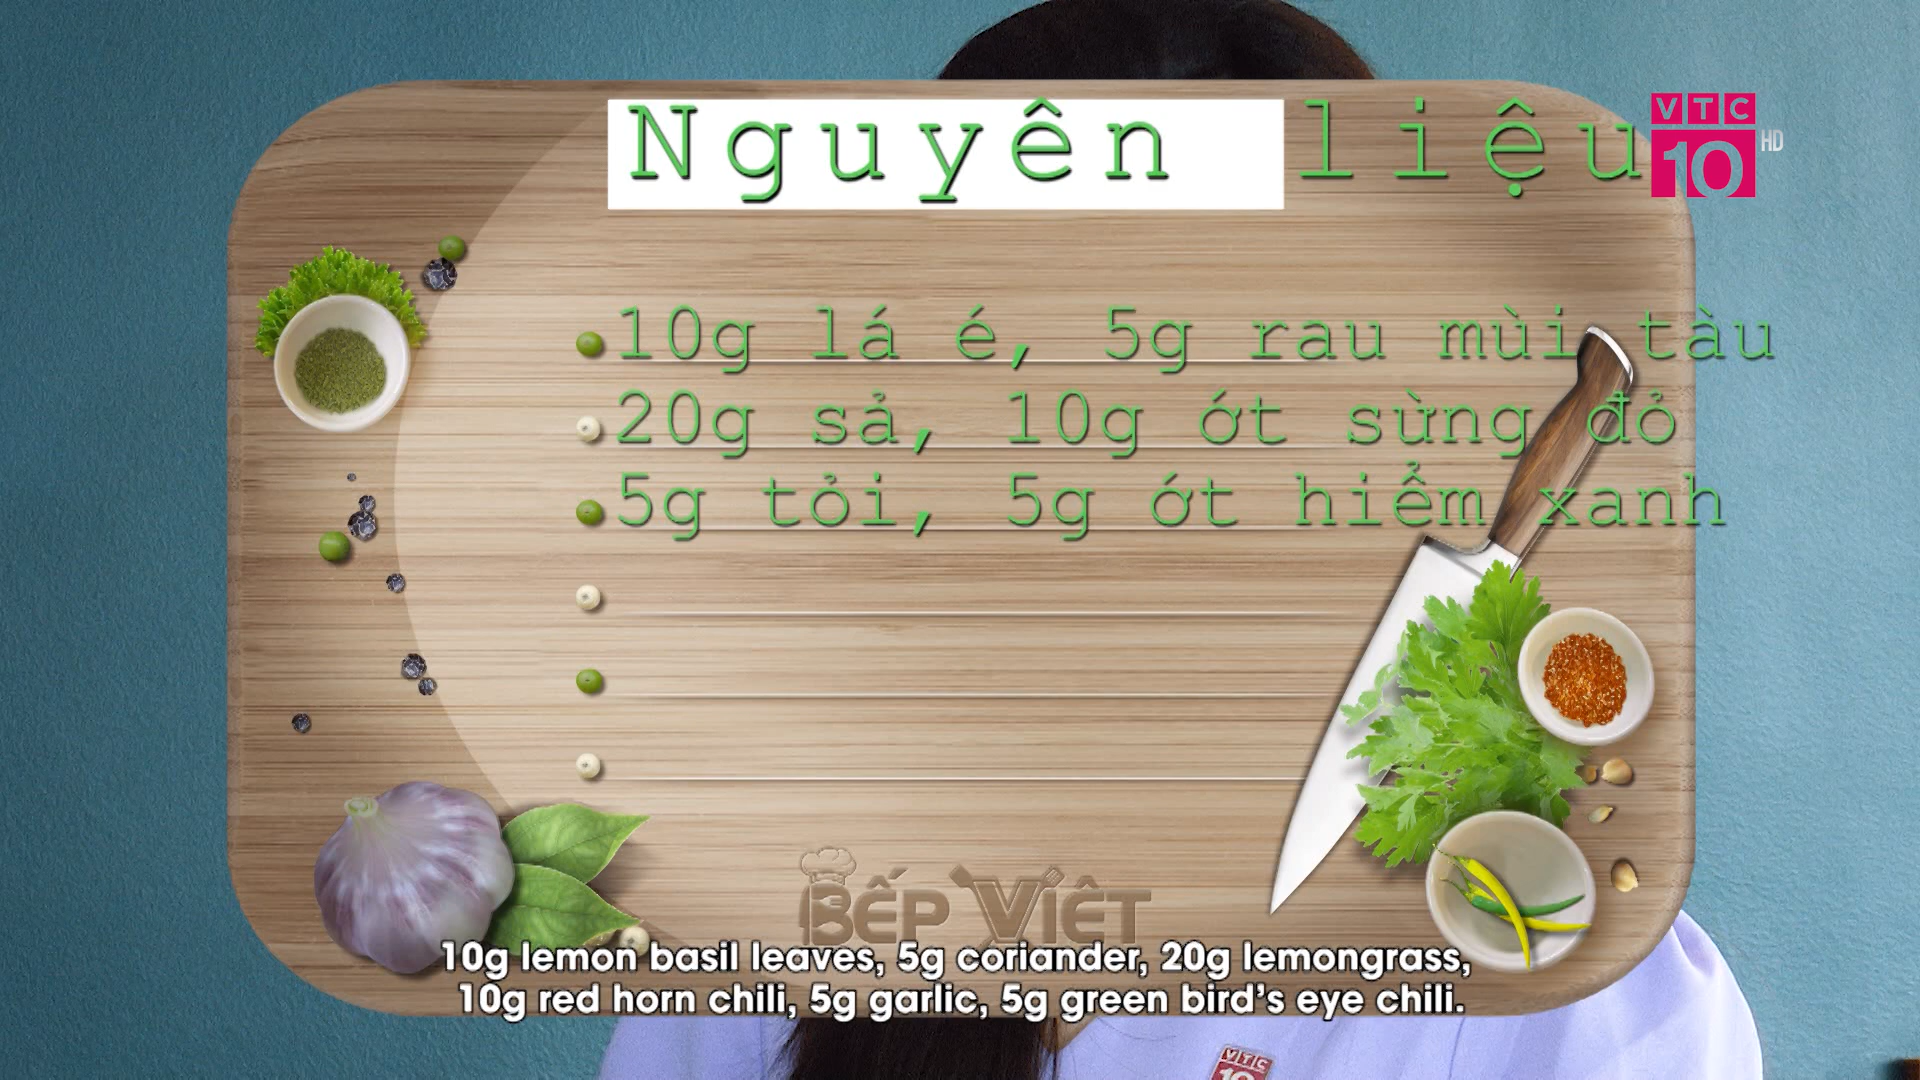 Nguyên liệu
VTC
10 HD
10g lá é, 5g rau mùi tàu
20g sả, 10g ớt sừng đỏ
5g tỏi, 5g ớt hiểm xanh
BẾP VIỆT
10g lemon basil leaves, 5g coriander, 20g lemongrass,
10g red horn chili, 5g garlic, 5g green bird's eye chili.
VTC
10